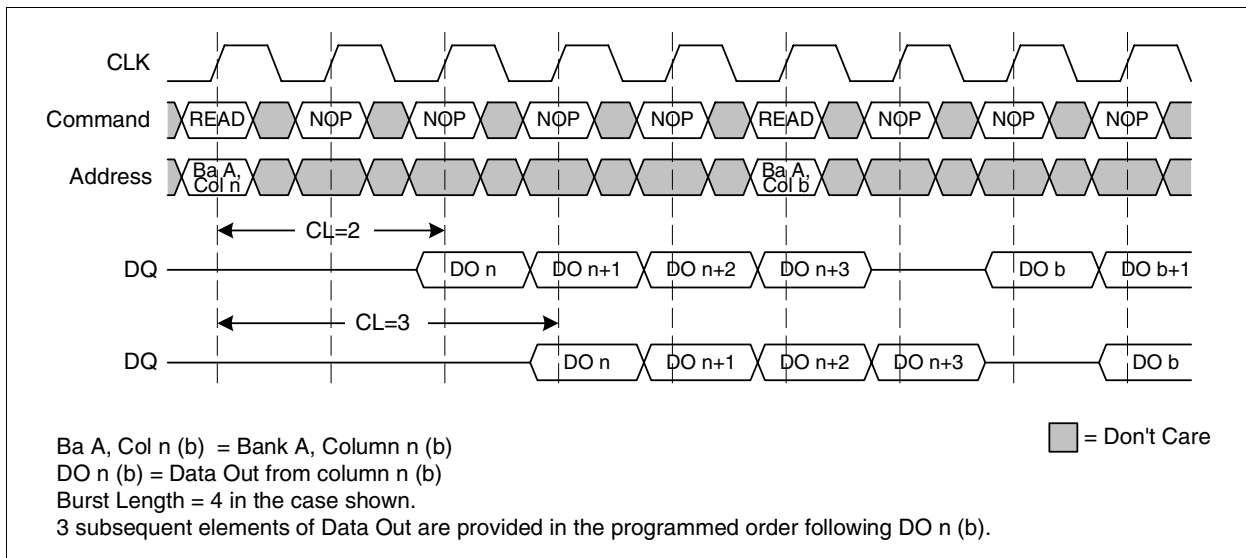 CLK
Command READ NOP NOP NOP NOP READ NOP NOP NOP
Address Ba A, Col n Ba A, Col b
CL=2
DQ DO n DO n+1 DO n+2 DO n+3 DO b DO b+1
CL=3
DQ DO n DO n+1 DO n+2 DO n+3 DO b
Ba A, Col n (b) = Bank A, Column n (b)
= Don't Care
DO n (b) = Data Out from column n (b)
Burst Length = 4 in the case shown.
3 subsequent elements of Data Out are provided in the programmed order following DO n (b).